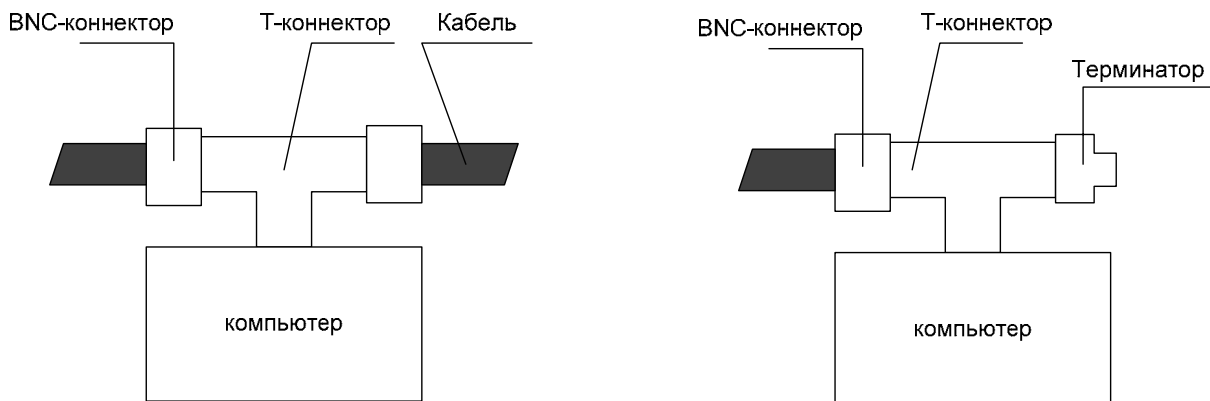 BNC-коннектор
Т-коннектор
Кабель
компьютер
BNC-коннектор
Т-коннектор
Терминатор
компьютер